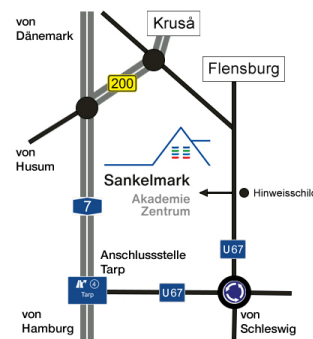 von
Dänemark
Kruså
Flensburg
200
von
Husum
Sankelmark
Akademie
Zentrum
Hinweisschild
7
Anschlussstelle
Tarp
U67
4
Tarp
U67
von
Hamburg
von
Schleswig